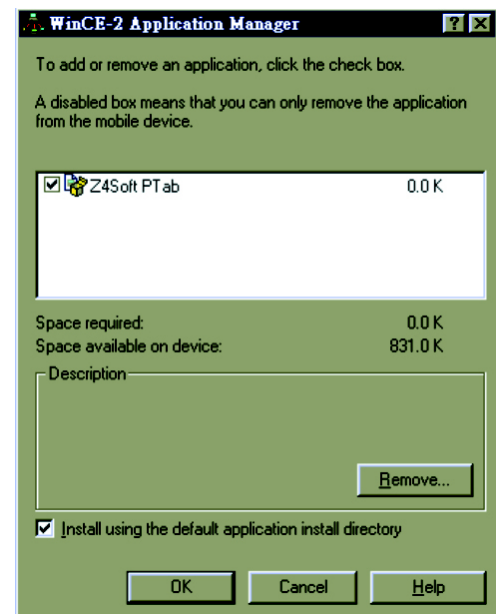 WinCE-2 Application Manager
To add or remove an application, click the check box.
A disabled box means that you can only remove the application
from the mobile device.
Z4Soft PTab 0.0 K
Space required: 0.0 K
Space available on device: 831.0 K
Description
Remove...
Install using the default application install directory
OK Cancel Help